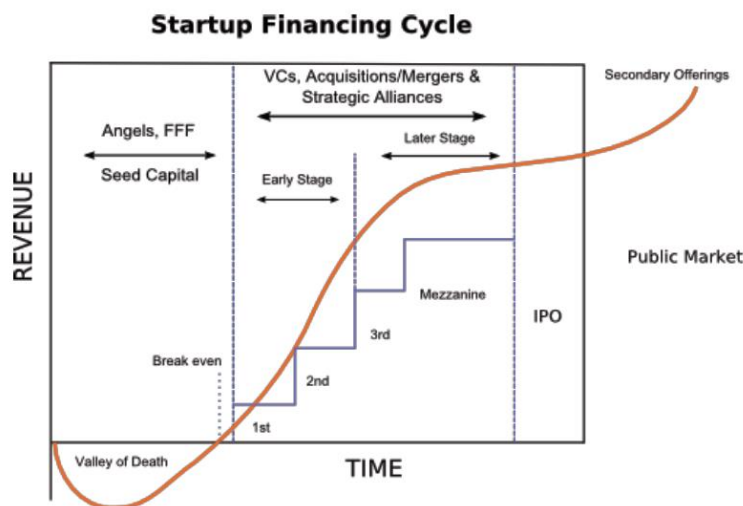 Startup Financing Cycle
VCs, Acquisitions/Mergers &
Strategic Alliances
Secondary Offerings
Angels, FFF
Seed Capital
Later Stage
Early Stage
REVENUE
Public Market
Mezzanine
IPO
3rd
Break even
2nd
1st
Valley of Death
TIME